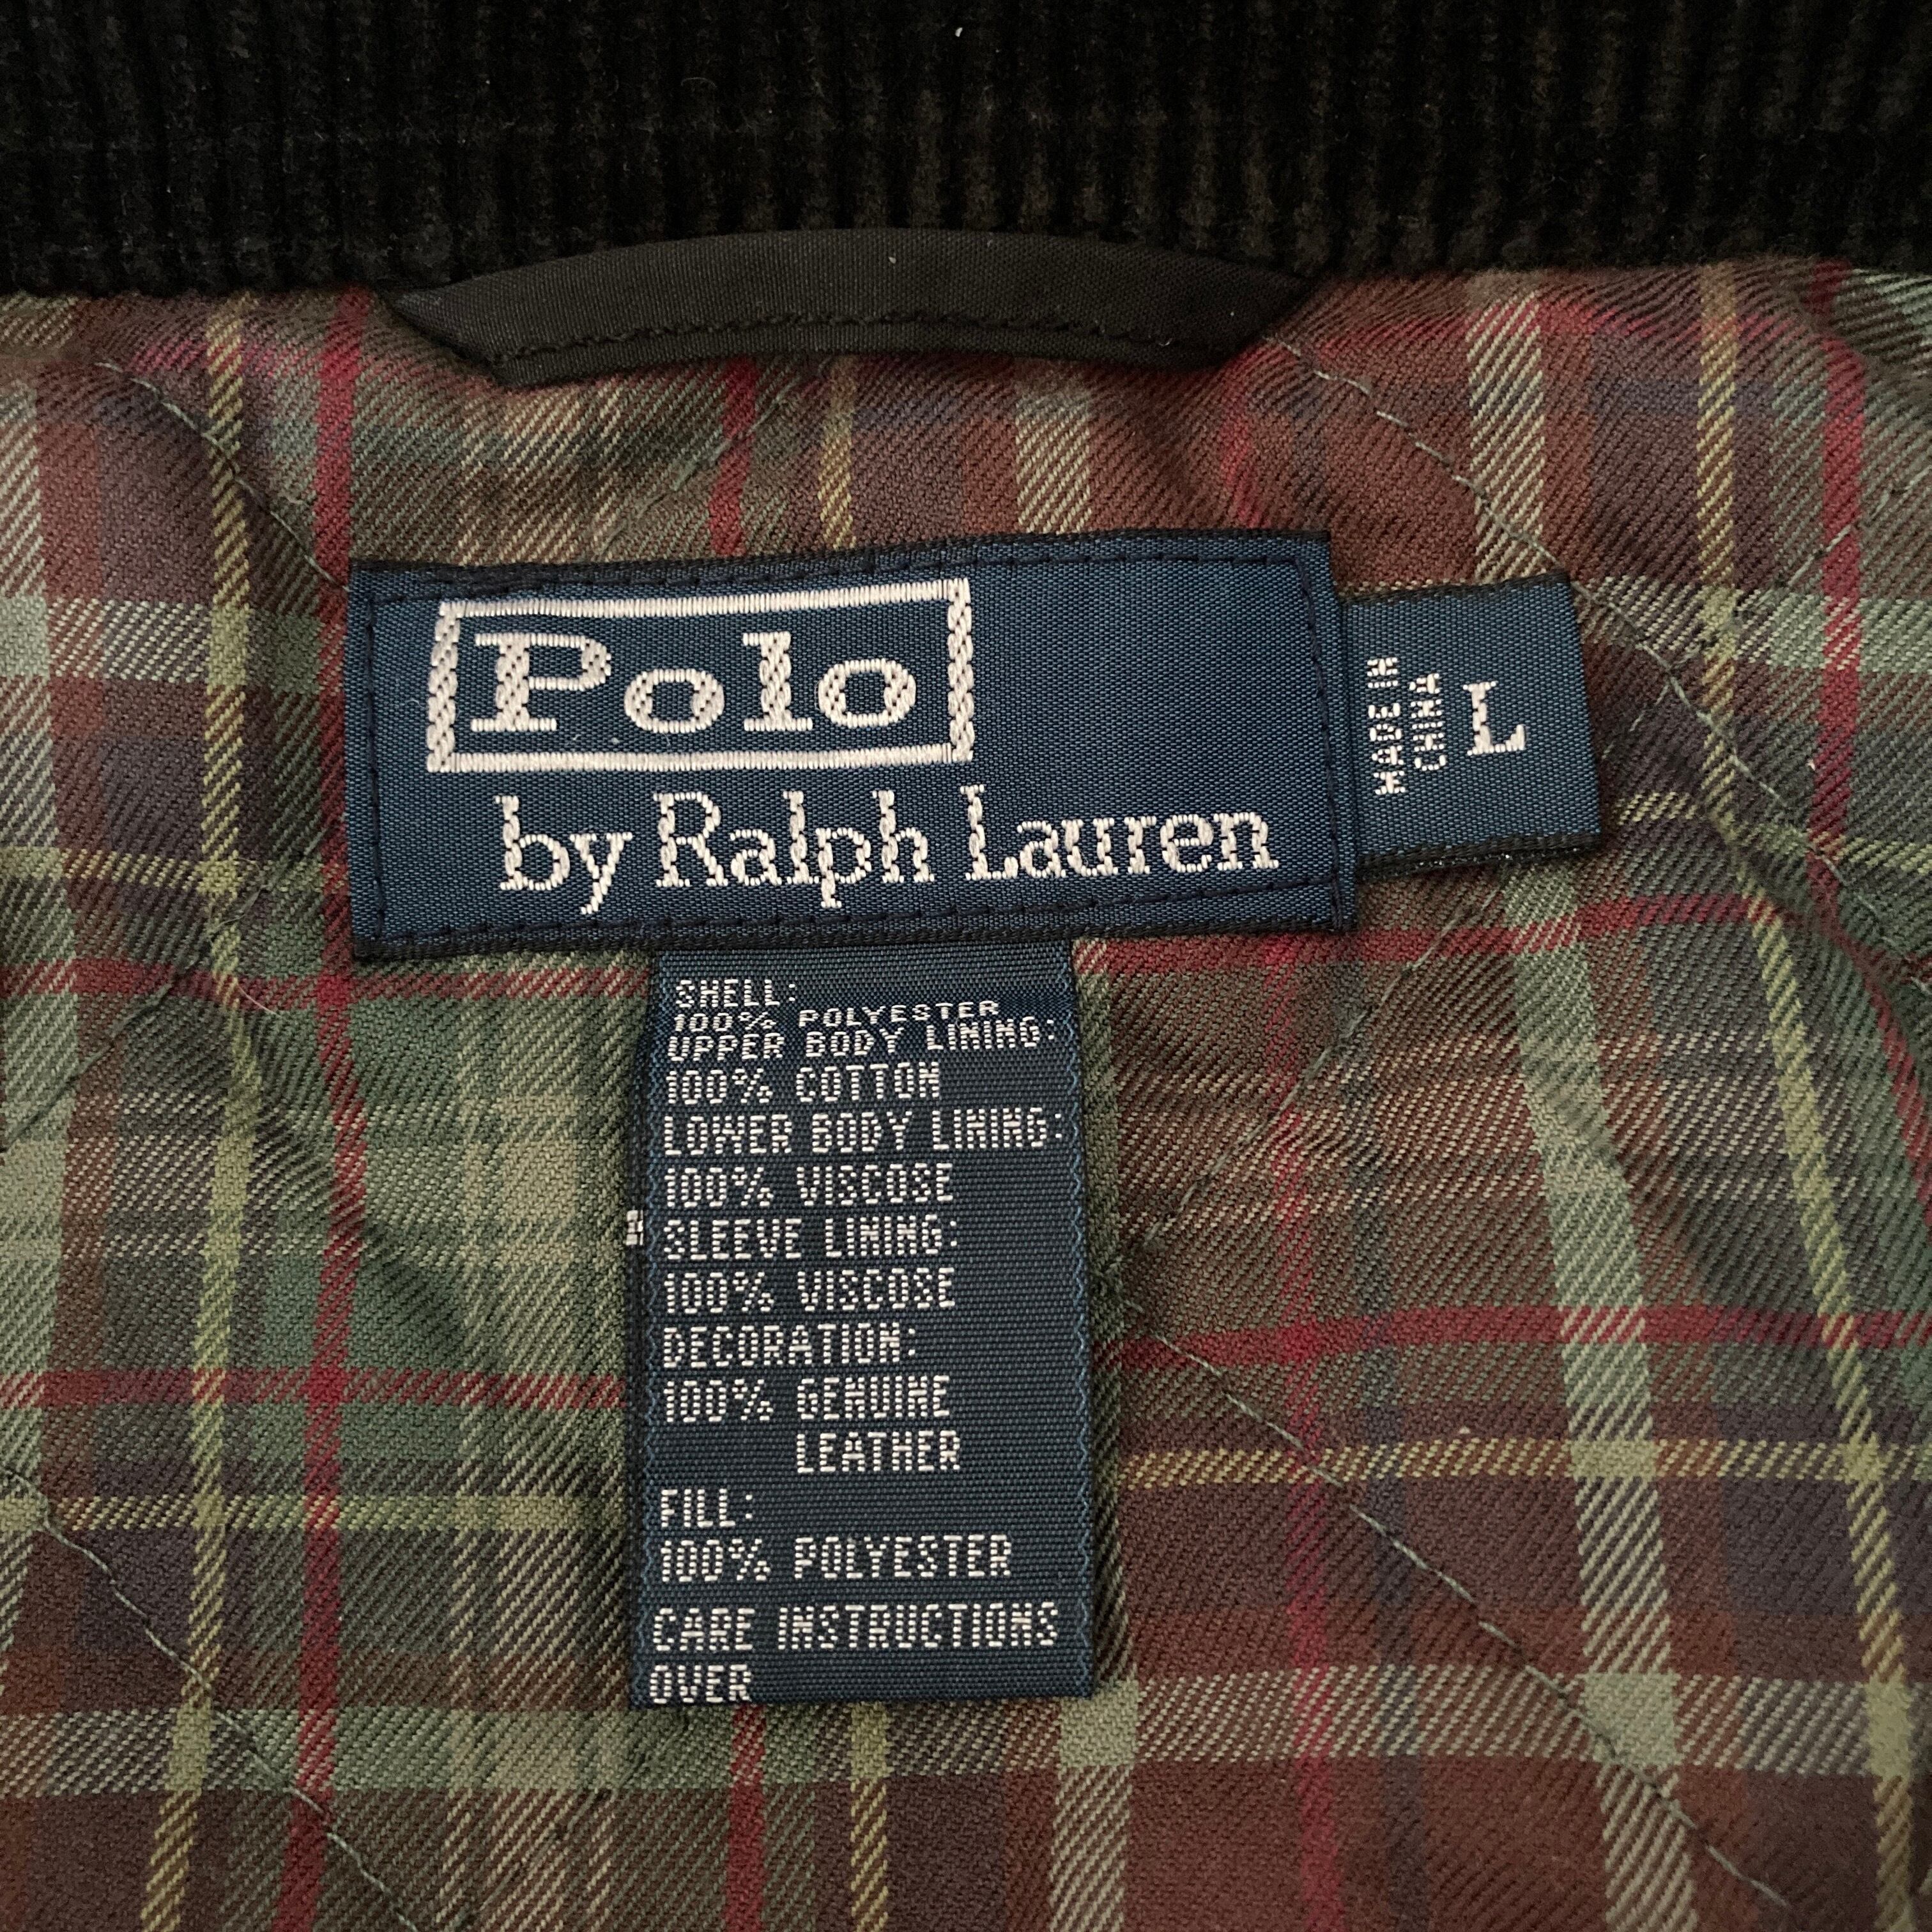 Polo
by Ralph Lauren
MADE IN
CHINA
L
SHELL:
100% POLYESTER
UPPER BODY LINING:
100% COTTON
LOWER BODY LINING:
100% VISCOSE
SLEEVE LINING:
100% VISCOSE
DECORATION:
100% GENUINE
LEATHER
FILL:
100% POLYESTER
CARE INSTRUCTIONS
OVER